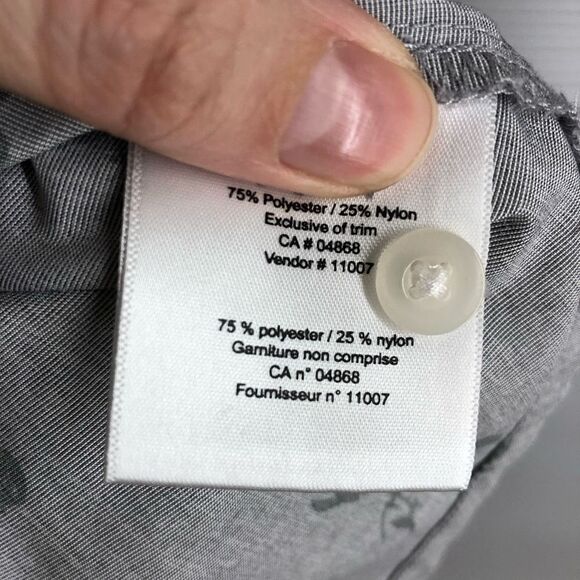 75% Polyester / 25% Nylon
Exclusive of trim
CA # 04868
Vendor # 11007
75 % polyester / 25 % nylon
Garniture non comprise
CA n° 04868
Fournisseur n° 11007